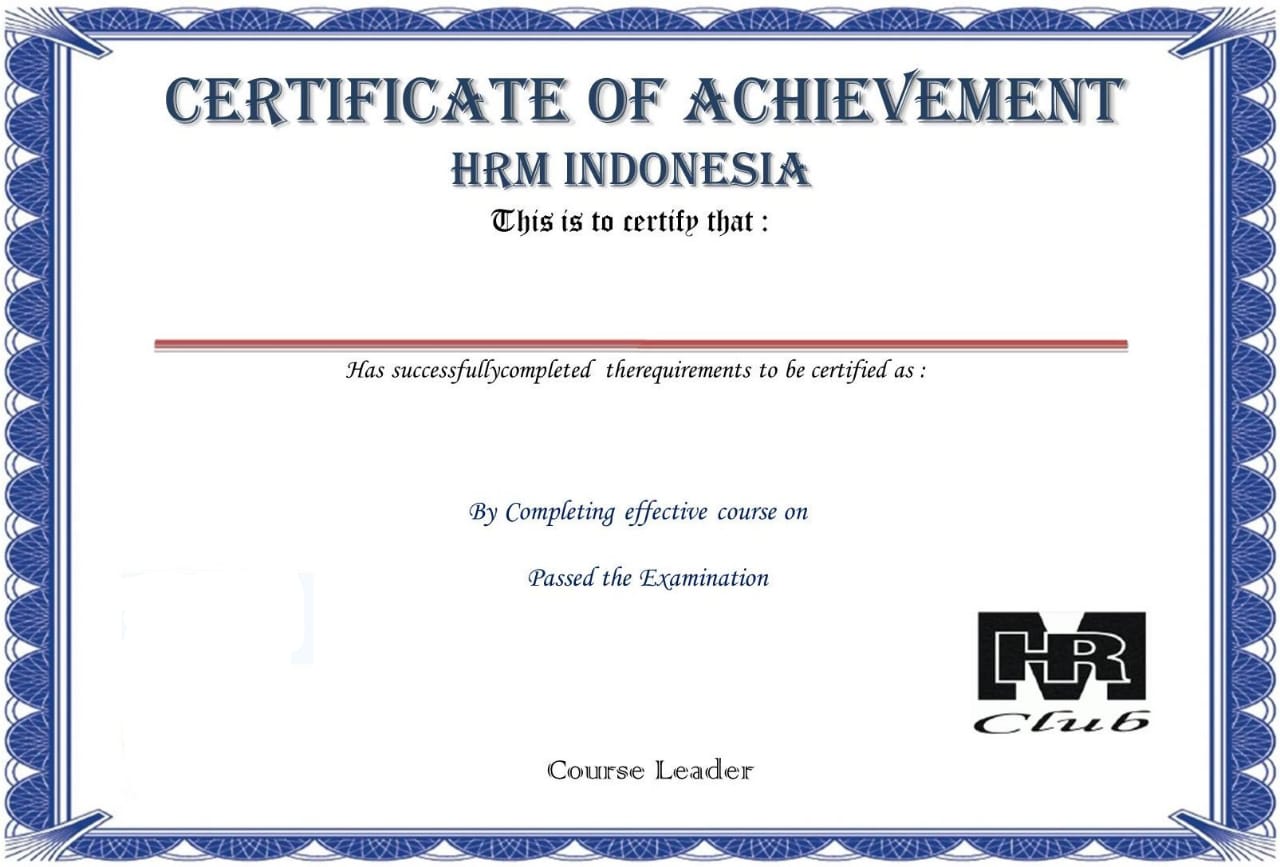 CERTIFICATE OF ACHIEVEMENT
HRM INDONESIA
This is to certify that :
Has successfullycompleted therequirements to be certified as :
By Completing effective course on
Passed the Examination
HRM
Club
Course Leader